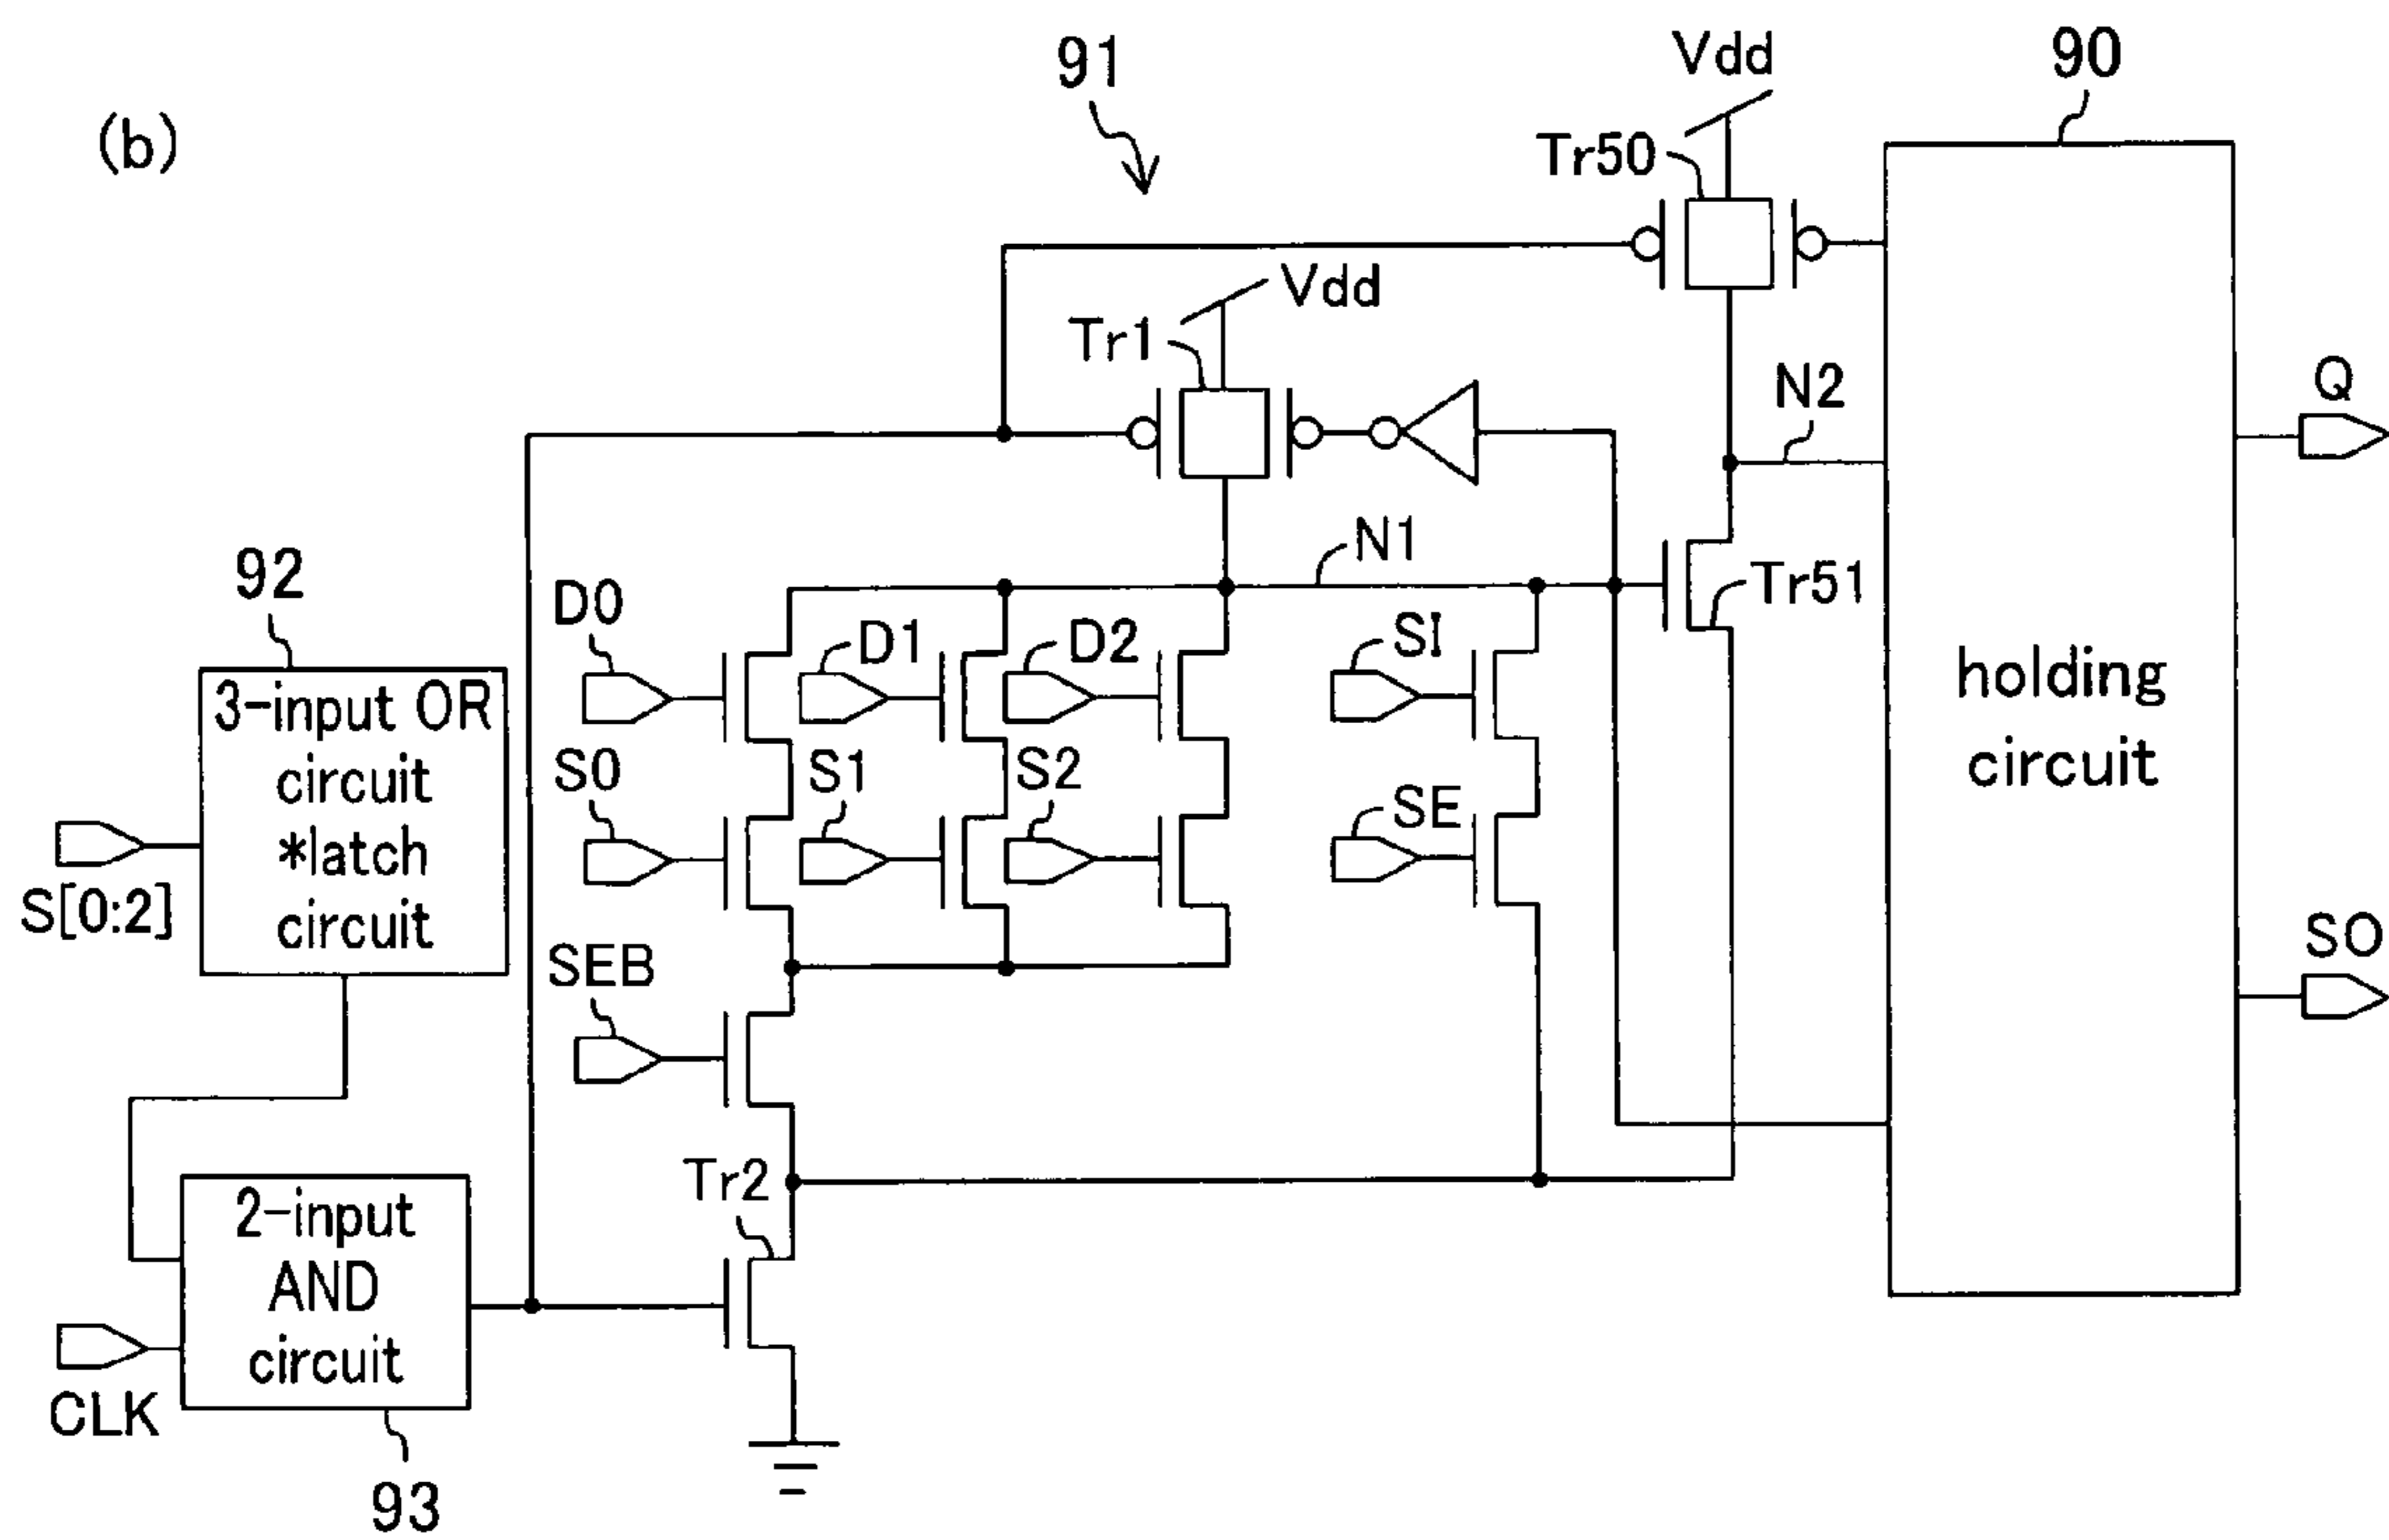 (b)
91
Vdd
90
Tr50
Vdd
Tr1
N2
Q
N1
92
D0
D1
D2
SI
Tr51
3-input OR
circuit
*latch
circuit
holding
circuit
S0
S1
S2
SE
S[0:2]
SEB
SO
Tr2
2-input
AND
circuit
CLK
93